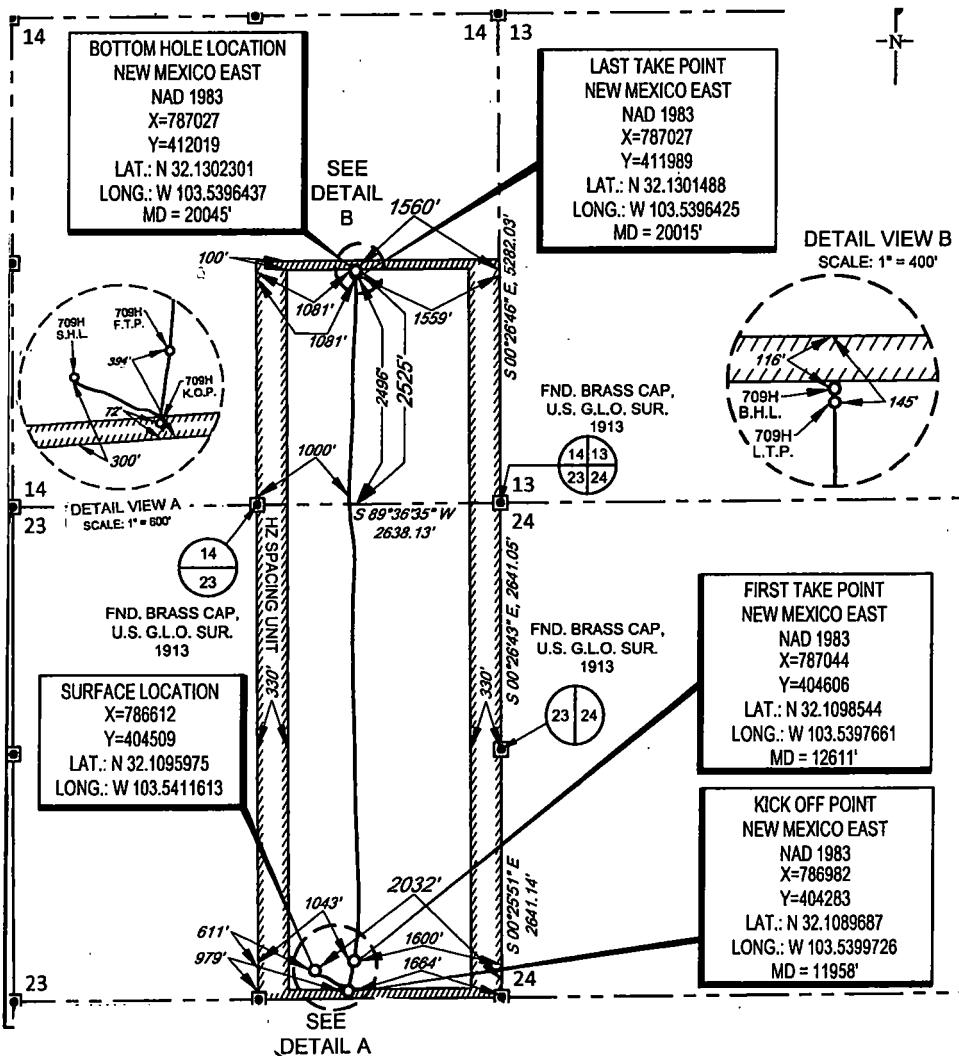 14
14
13
N
BOTTOM HOLE LOCATION
NEW MEXICO EAST
NAD 1983
X=787027
Y=412019
LAT.: N 32.1302301
LONG.: W 103.5396437
MD = 20045'
LAST TAKE POINT
NEW MEXICO EAST
NAD 1983
X=787027
Y=411989
LAT.: N 32.1301488
LONG.: W 103.5396425
MD = 20015'
SEE
DETAIL
B
1560'
100'
1081'
1081'
1559'
2496'
2525'
S 00°26'46" E, 5282.03'
DETAIL VIEW B
SCALE: 1" = 400'
116'
145'
709H
B.H.L.
709H
L.T.P.
709H
S.H.L.
709H
F.T.P.
394'
709H
K.O.P.
72'
300'
DETAIL VIEW A
SCALE: 1" = 600'
FND. BRASS CAP,
U.S. G.L.O. SUR.
1913
14 13
23 24
1000'
14
23
13
24
S 89°36'35" W
2638.13'
14
23
FND. BRASS CAP,
U.S. G.L.O. SUR.
1913
HZ SPACING UNIT
330'
330'
S 00°26'43" E, 2641.05'
FND. BRASS CAP,
U.S. G.L.O. SUR.
1913
23 24
FIRST TAKE POINT
NEW MEXICO EAST
NAD 1983
X=787044
Y=404606
LAT.: N 32.1098544
LONG.: W 103.5397661
MD = 12611'
SURFACE LOCATION
X=786612
Y=404509
LAT.: N 32.1095975
LONG.: W 103.5411613
KICK OFF POINT
NEW MEXICO EAST
NAD 1983
X=786982
Y=404283
LAT.: N 32.1089687
LONG.: W 103.5399726
MD = 11958'
S 00°25'51" E
2641.14'
2032'
1043'
611'
979'
1600'
1664'
23
24
SEE
DETAIL A